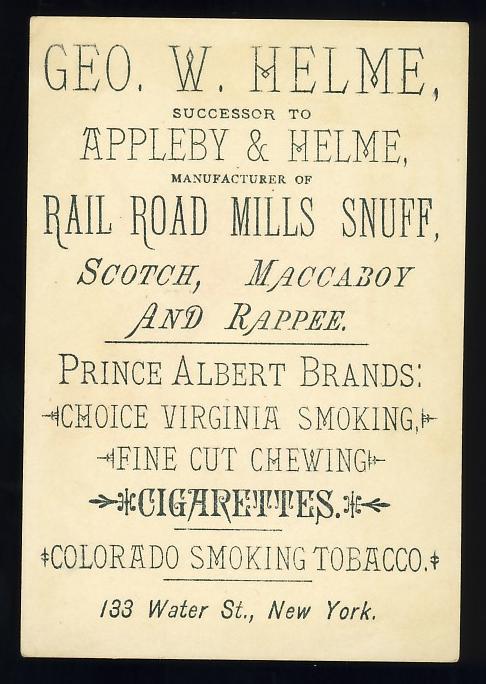 GEO. W. HELME,
SUCCESSOR TO
APPLEBY & HELME,
MANUFACTURER OF
RAIL ROAD MILLS SNUFF,
SCOTCH, MACCABOY
AND RAPPEE.
PRINCE ALBERT BRANDS:
CHOICE VIRGINIA SMOKING,
FINE CUT CHEWING
CIGARETTES.
COLORADO SMOKING TOBACCO.
133 Water St., New York.